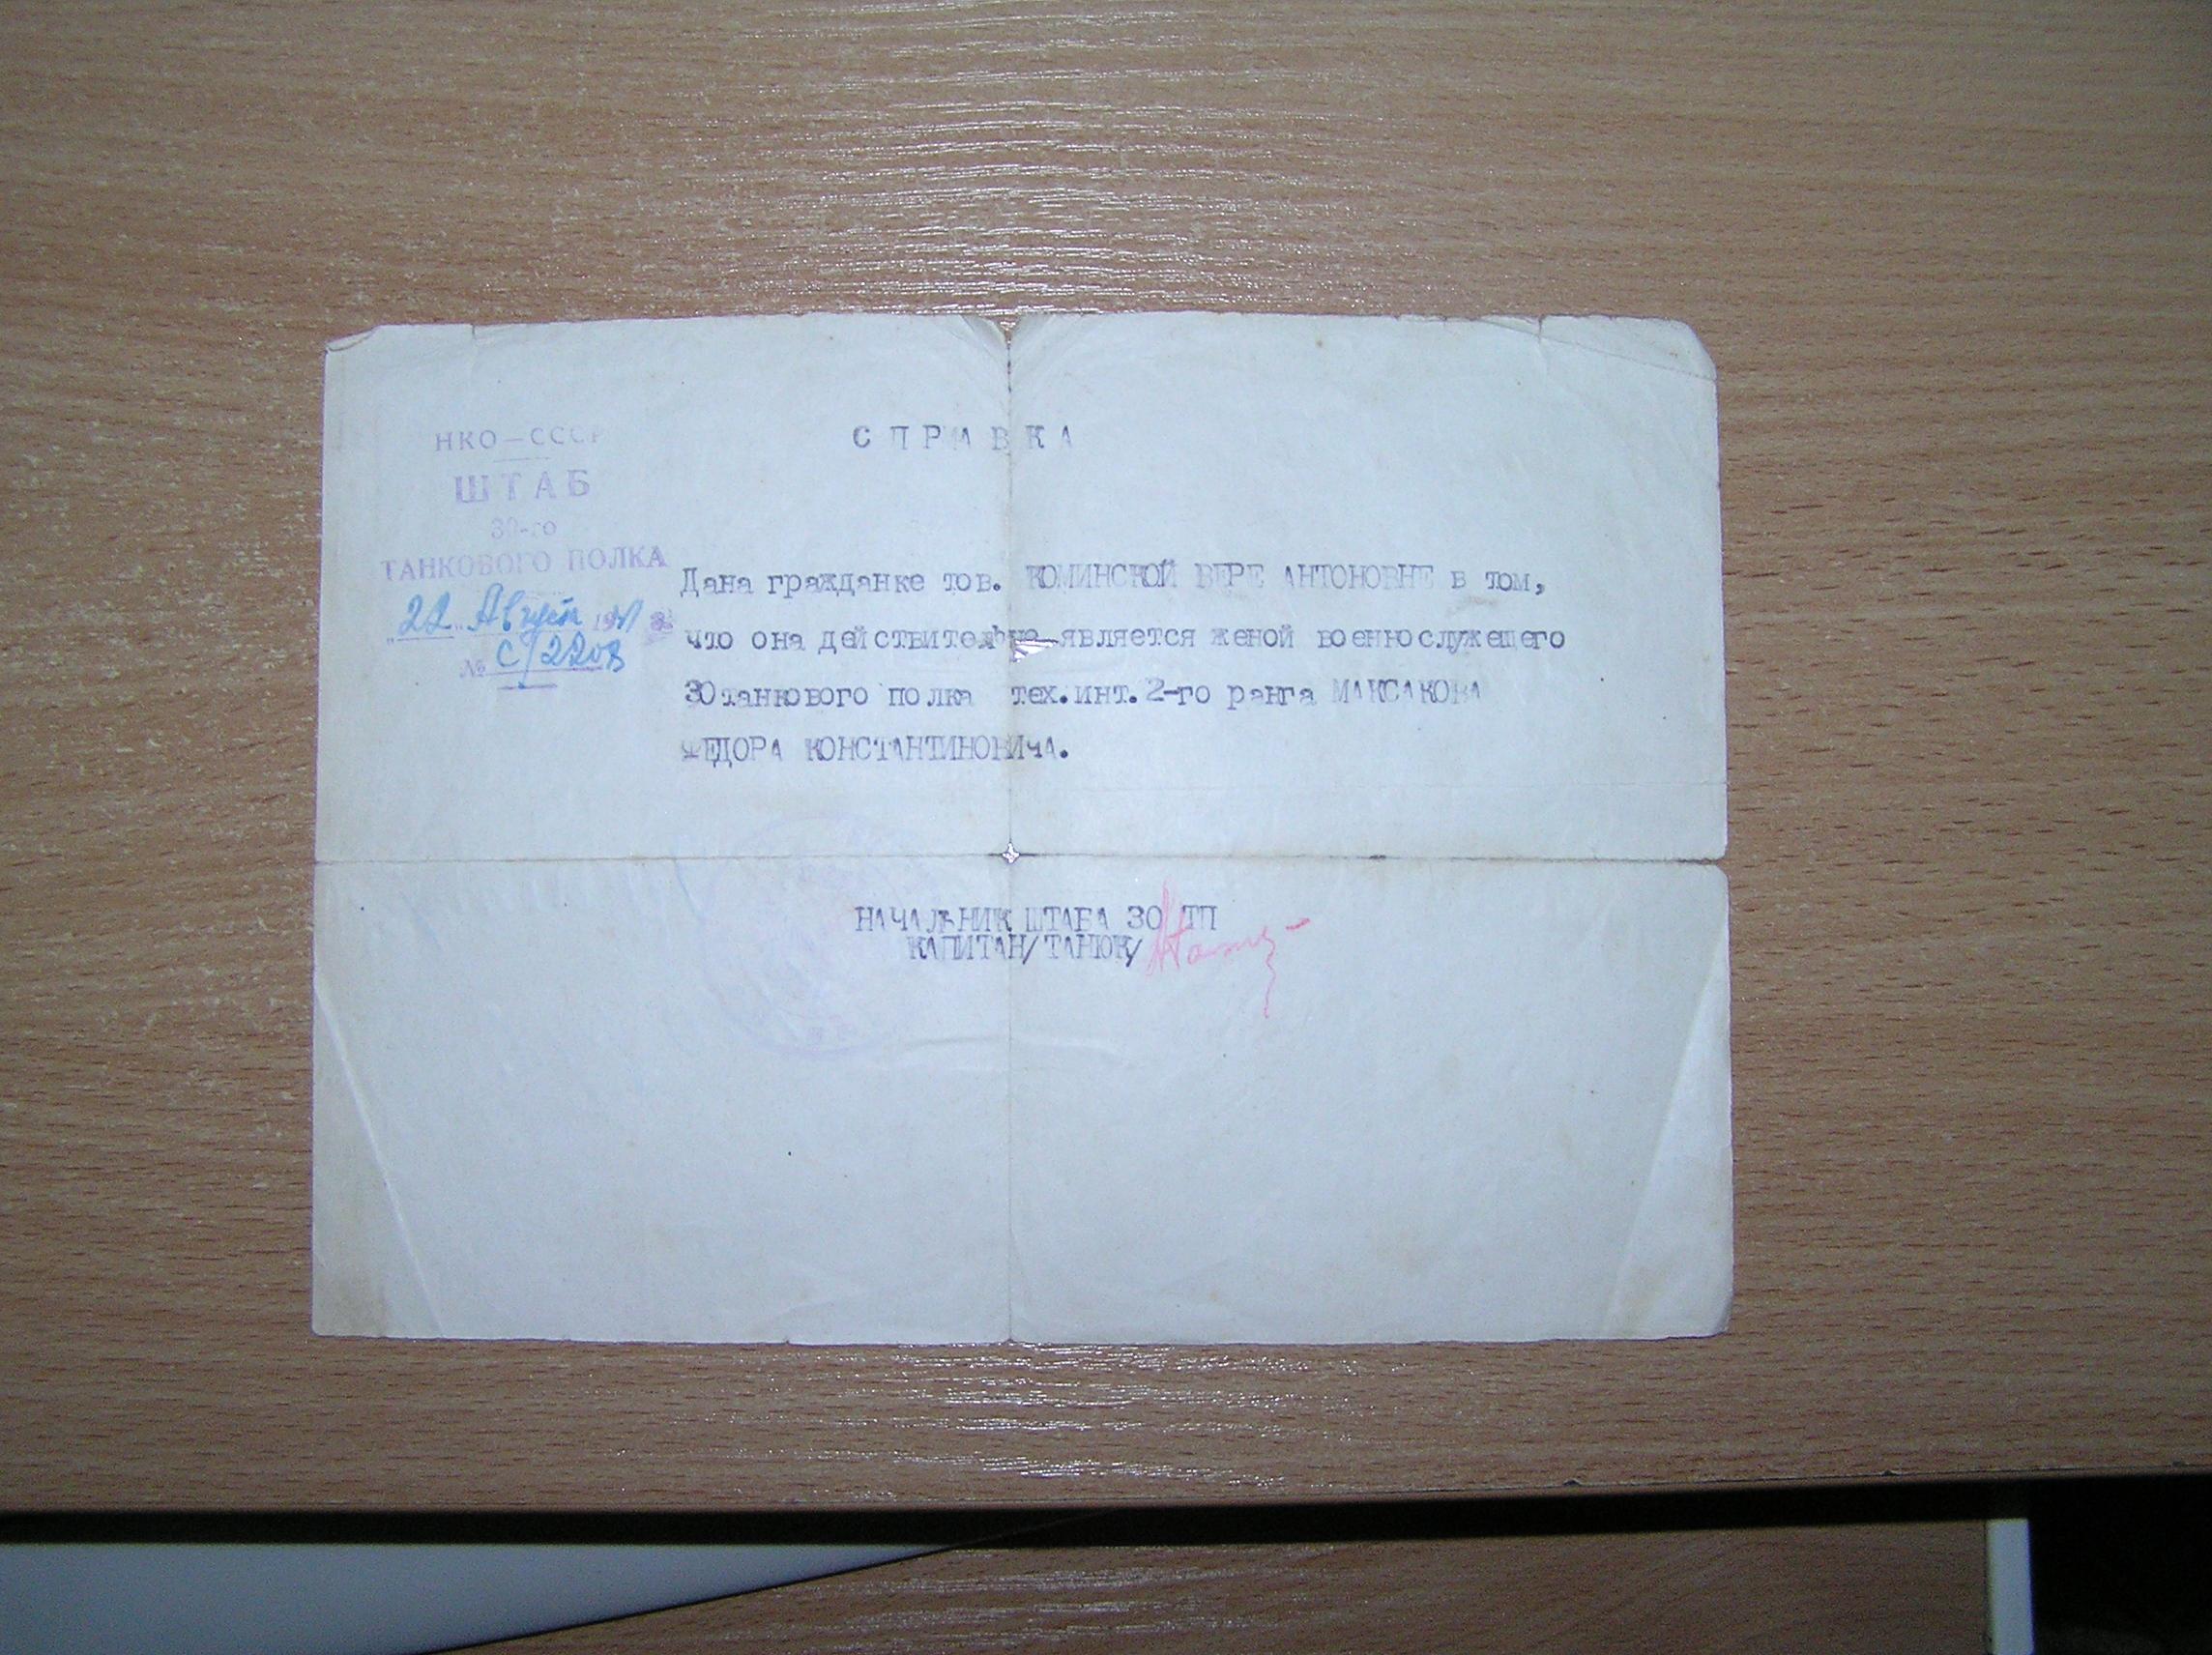 НКО — СССР
ШТАБ
30-го
ТАНКОВОГО ПОЛКА
"22" Августа 1941 г.
№ С/2208
СПРАВКА
Дана гражданке тов. КОМИНСКОЙ ВЕРЕ АНТОНОВНЕ в том,
что она действительно является женой военнослужещего
30 танкового полка тех.инт.2-го ранга МАКСАКОВА
ФЕДОРА КОНСТАНТИНОВИЧА.
НАЧАЛЬНИК ШТАБА 30 ТП
КАПИТАН/ТАНЮК/